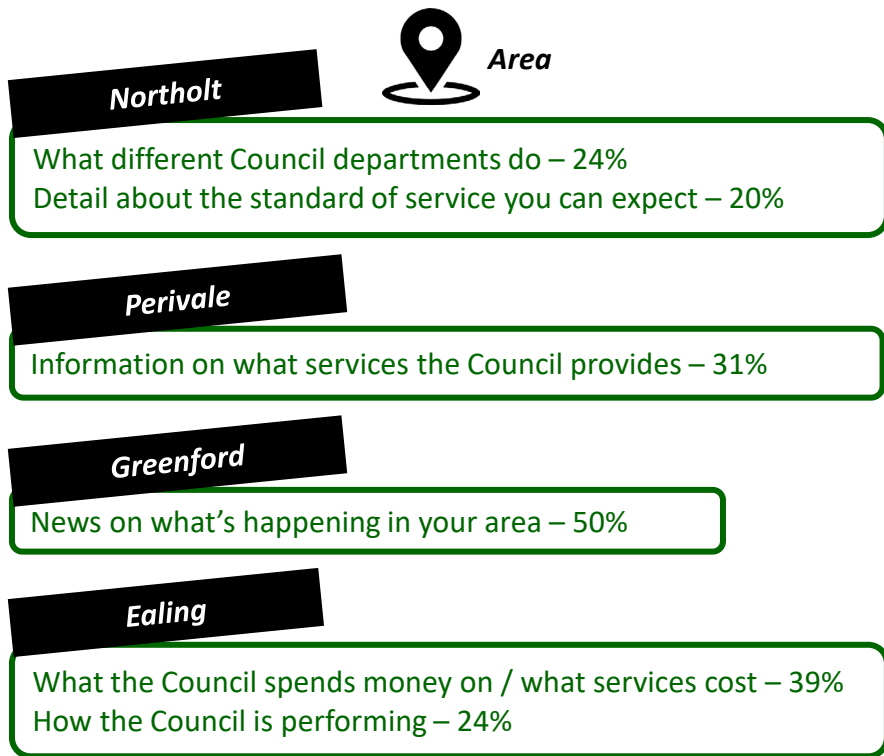 Area
Northolt
What different Council departments do – 24%
Detail about the standard of service you can expect – 20%
Perivale
Information on what services the Council provides – 31%
Greenford
News on what's happening in your area – 50%
Ealing
What the Council spends money on / what services cost – 39%
How the Council is performing – 24%